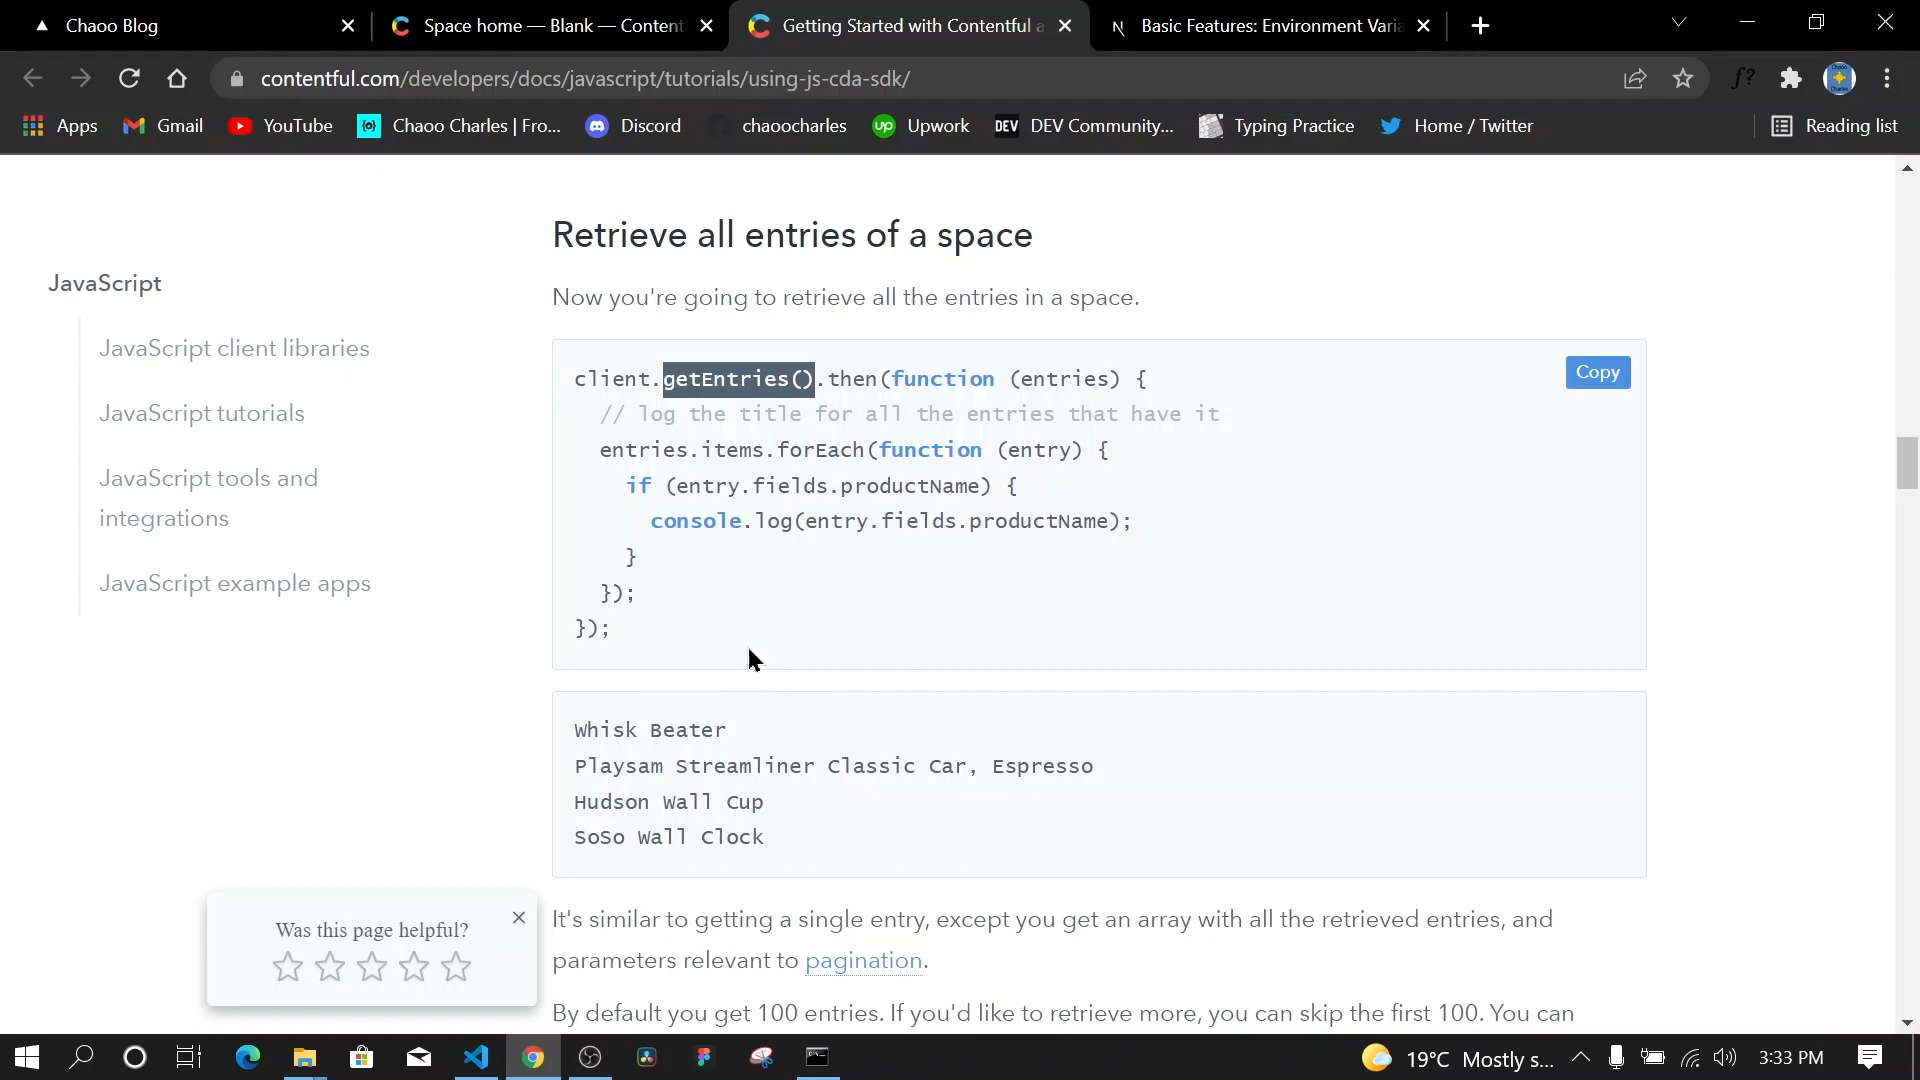 Chaoo Blog
Space home — Blank — Content
Getting Started with Contentful a
Basic Features: Environment Varia
contentful.com/developers/docs/javascript/tutorials/using-js-cda-sdk/
f?
Apps
Gmail
YouTube
Chaoo Charles | Fro...
Discord
chaoocharles
Upwork
DEV Community...
Typing Practice
Home / Twitter
Reading list
Retrieve all entries of a space
Now you're going to retrieve all the entries in a space.
JavaScript
JavaScript client libraries
JavaScript tutorials
JavaScript tools and
integrations
JavaScript example apps
Copy
client.getEntries().then(function (entries) {
// log the title for all the entries that have it
entries.items.forEach(function (entry) {
if (entry.fields.productName) {
console.log(entry.fields.productName);
}
});
});
Whisk Beater
Playsam Streamliner Classic Car, Espresso
Hudson Wall Cup
SoSo Wall Clock
Was this page helpful?
It's similar to getting a single entry, except you get an array with all the retrieved entries, and
parameters relevant to pagination.
By default you get 100 entries. If you'd like to retrieve more, you can skip the first 100. You can
19°C Mostly s...
3:33 PM